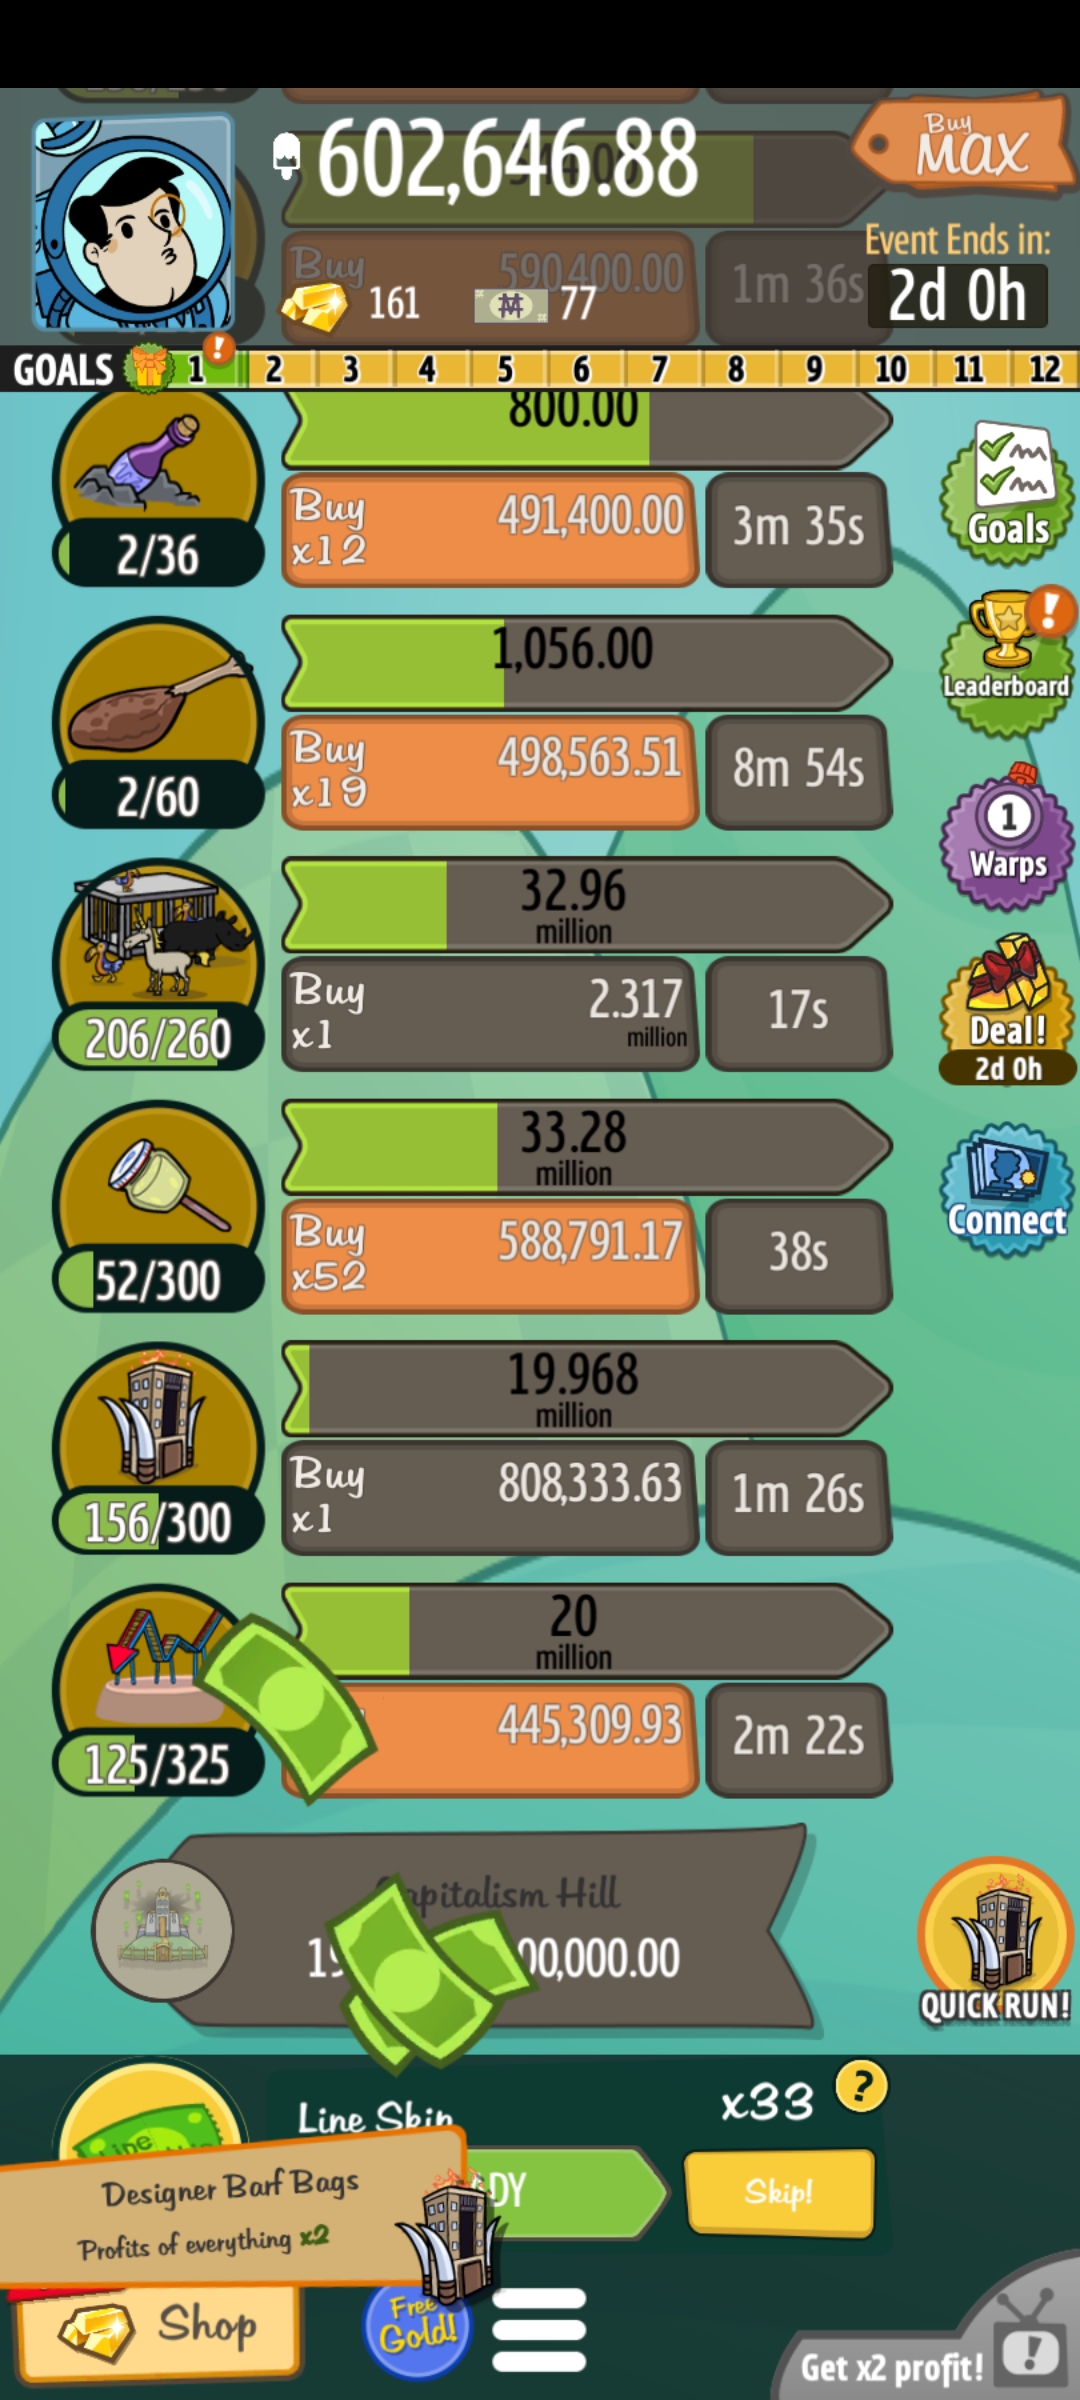 602,646.88
Buy
MAX
Event Ends in:
2d 0h
Buy
590,400.00
1m 36s
161
77
GOALS
1
!
2
3
4
5
6
7
8
9
10
11
12
800.00
Buy
x12
491,400.00
3m 35s
2/36
Goals
1,056.00
Buy
x19
498,563.51
8m 54s
2/60
!
Leaderboard
1
Warps
32.96
million
Buy
x1
2.317
million
17s
206/260
Deal!
2d 0h
33.28
million
Buy
x52
588,791.17
38s
52/300
Connect
19.968
million
Buy
x1
808,333.63
1m 26s
156/300
20
million
445,309.93
2m 22s
125/325
Capitalism Hill
00,000.00
QUICK RUN!
Line Skip
x33
?
Skip!
Designer Barf Bags
Profits of everything x2
Shop
Free
Gold!
Get x2 profit!
!